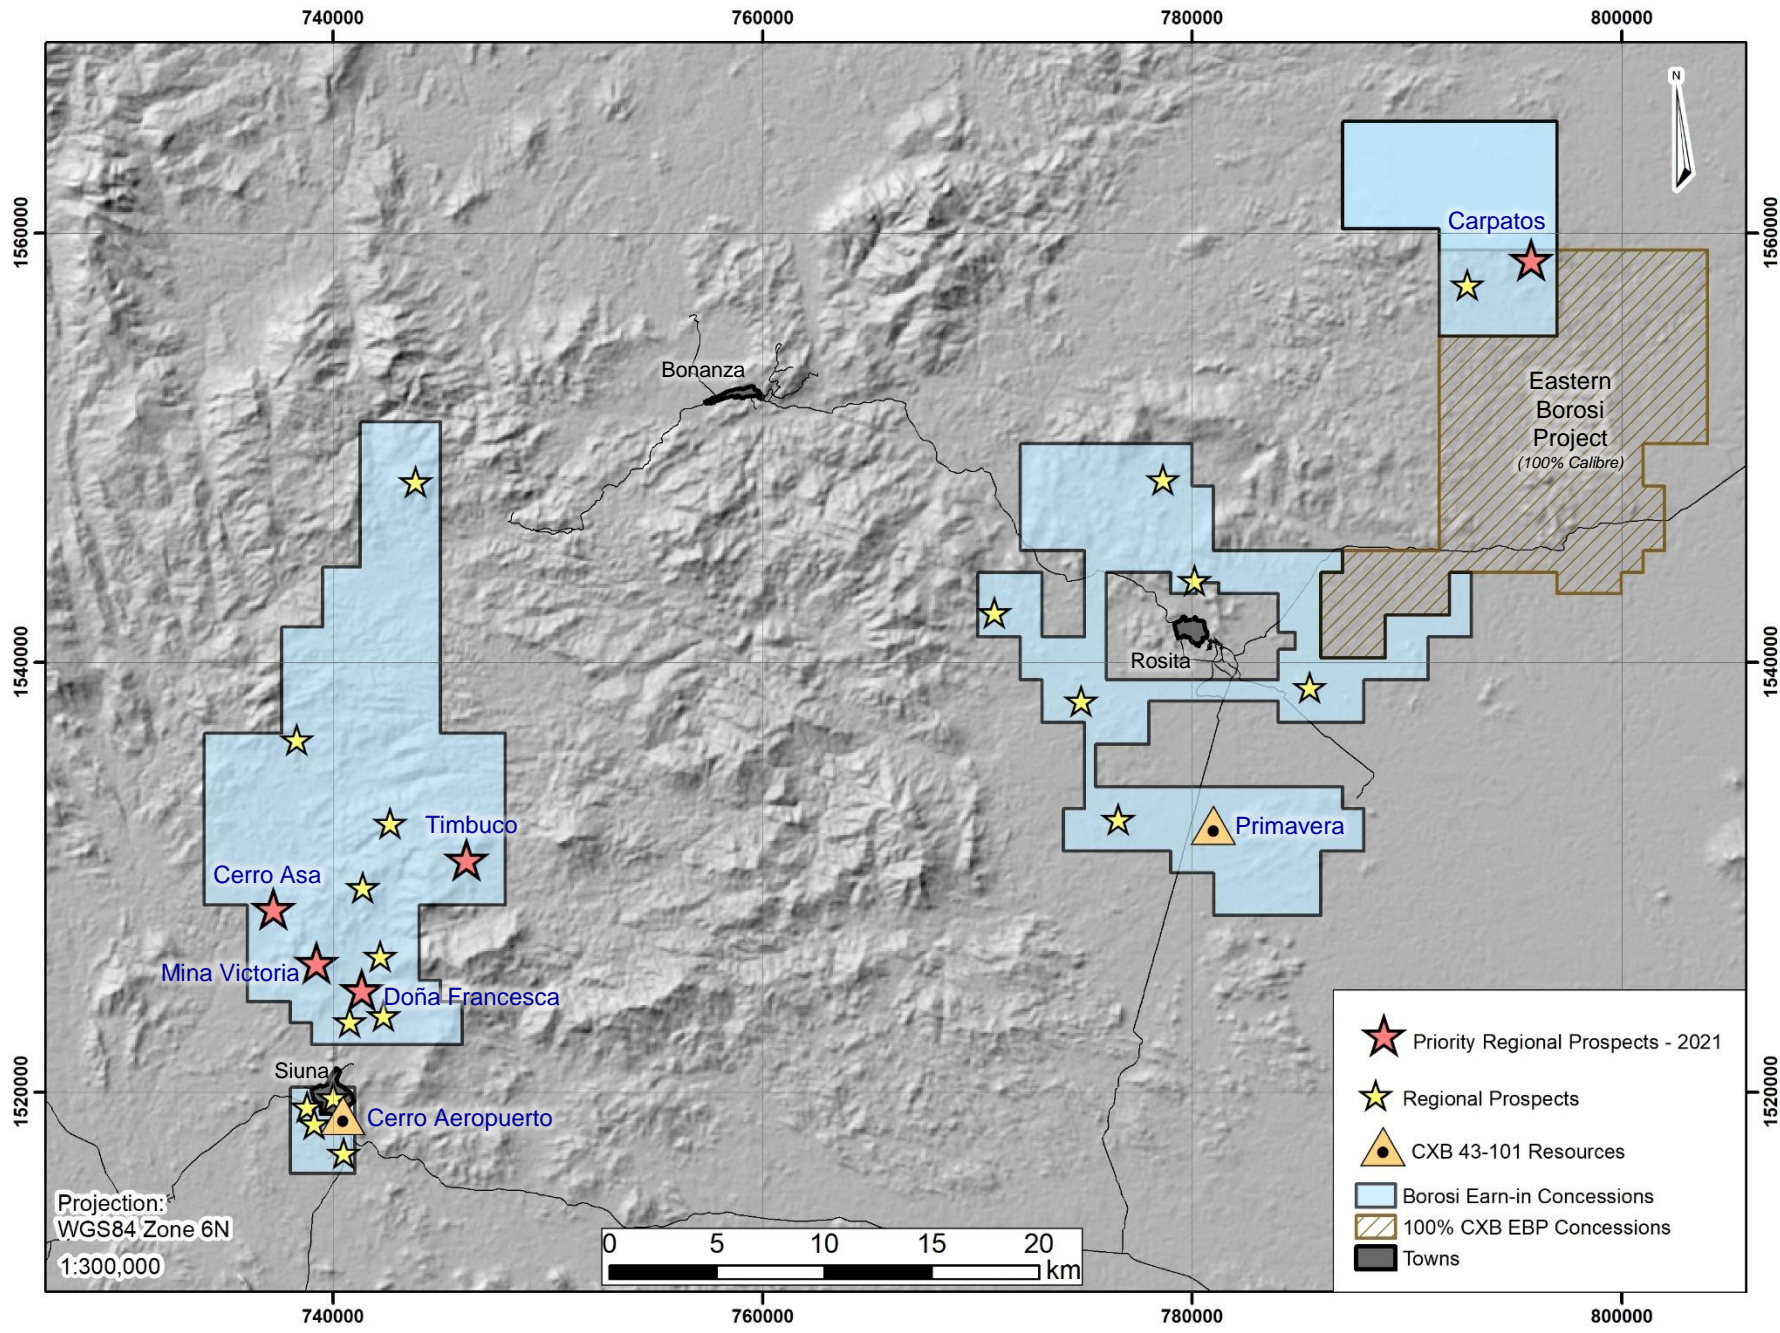 740000
760000
780000
800000
N
1560000
1560000
Carpatos
Bonanza
Eastern
Borosi
Project
(100% Calibre)
1540000
1540000
Rosita
Timbuco
Primavera
Cerro Asa
Mina Victoria
Doña Francesca
Siuna
1520000
1520000
Cerro Aeropuerto
Priority Regional Prospects - 2021
Regional Prospects
CXB 43-101 Resources
Borosi Earn-in Concessions
100% CXB EBP Concessions
Towns
Projection:
WGS84 Zone 6N
1:300,000
0 5 10 15 20
km
740000
760000
780000
800000